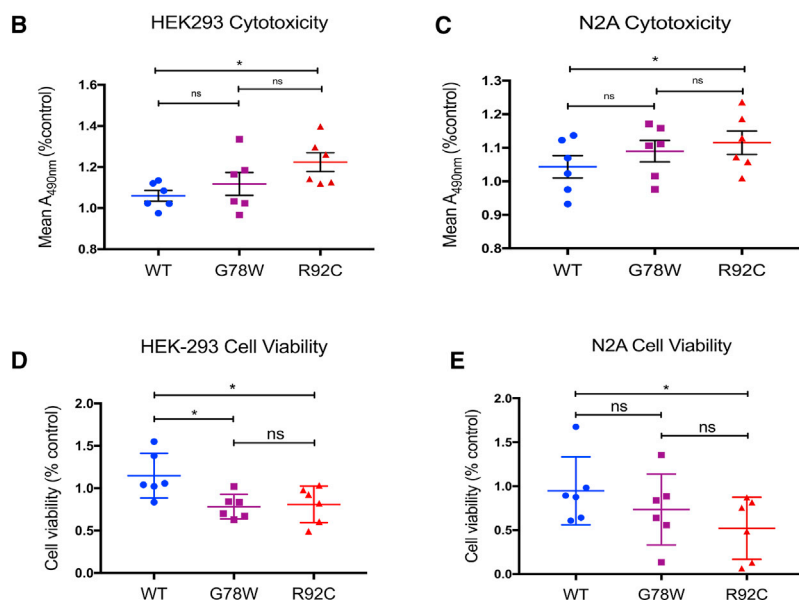 B
HEK293 Cytotoxicity
Mean A490nm (%control)
1.6
1.4
1.2
1.0
0.8
*
ns
ns
WT
G78W
R92C
C
N2A Cytotoxicity
Mean A490nm (%control)
1.3
1.2
1.1
1.0
0.9
0.8
*
ns
ns
WT
G78W
R92C
D
HEK-293 Cell Viability
Cell viability (% control)
2.0
1.5
1.0
0.5
0.0
*
*
ns
WT
G78W
R92C
E
N2A Cell Viability
Cell viability (% control)
2.0
1.5
1.0
0.5
0.0
*
ns
ns
WT
G78W
R92C